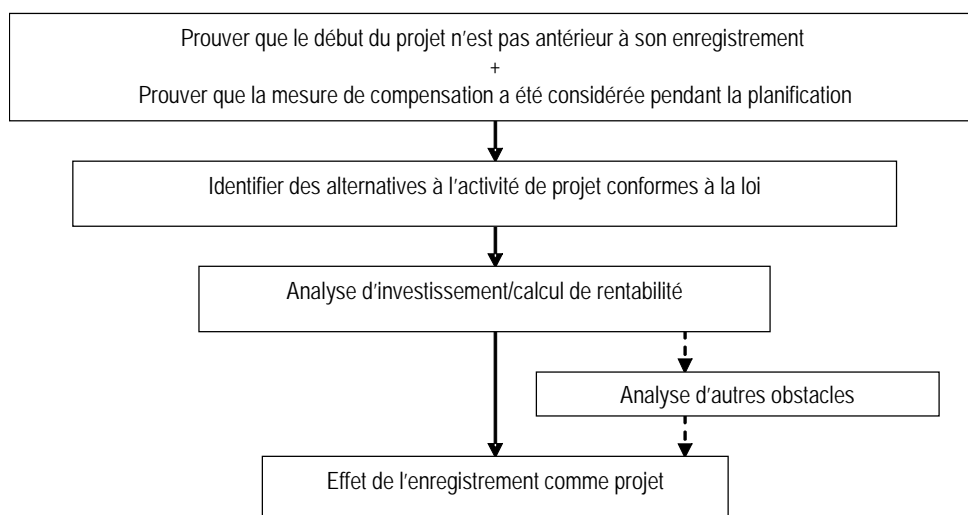 Prouver que le début du projet n’est pas antérieur à son enregistrement
+
Prouver que la mesure de compensation a été considérée pendant la planification
Identifier des alternatives à l’activité de projet conformes à la loi
Analyse d’investissement/calcul de rentabilité
Analyse d’autres obstacles
Effet de l’enregistrement comme projet